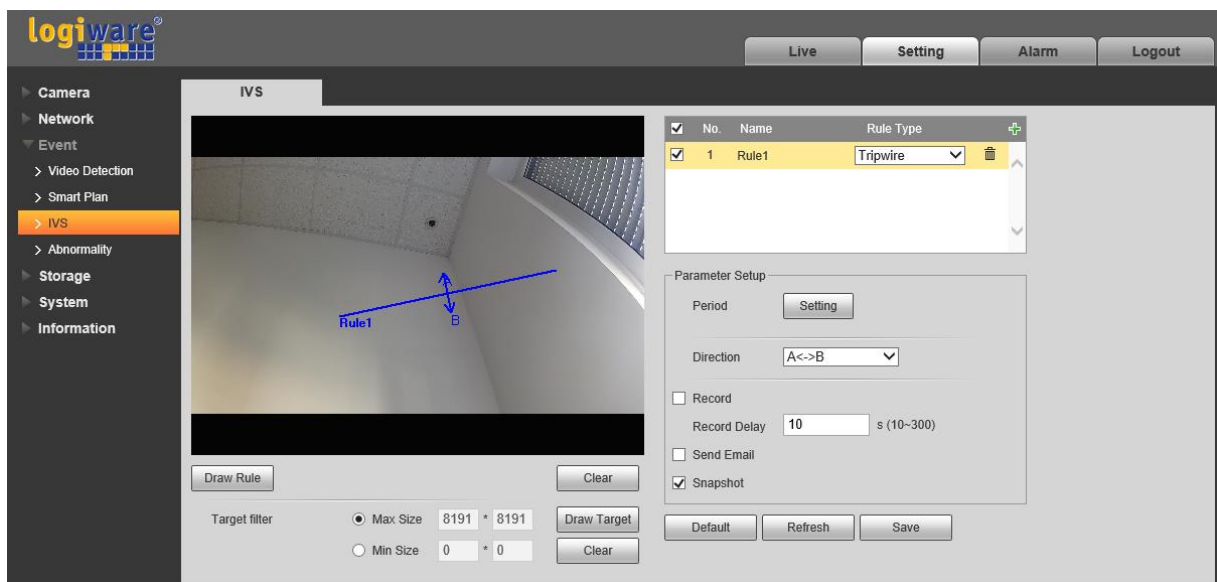 logiware®
Live Setting Alarm Logout
Camera
Network
Event
Video Detection
Smart Plan
IVS
Abnormality
Storage
System
Information
IVS
Rule1
B
Draw Rule Clear
Target filter Max Size 8191 * 8191 Draw Target
Min Size 0 * 0 Clear
No. Name Rule Type
1 Rule1 Tripwire
Parameter Setup
Period Setting
Direction A<->B
Record
Record Delay 10 s (10~300)
Send Email
Snapshot
Default Refresh Save